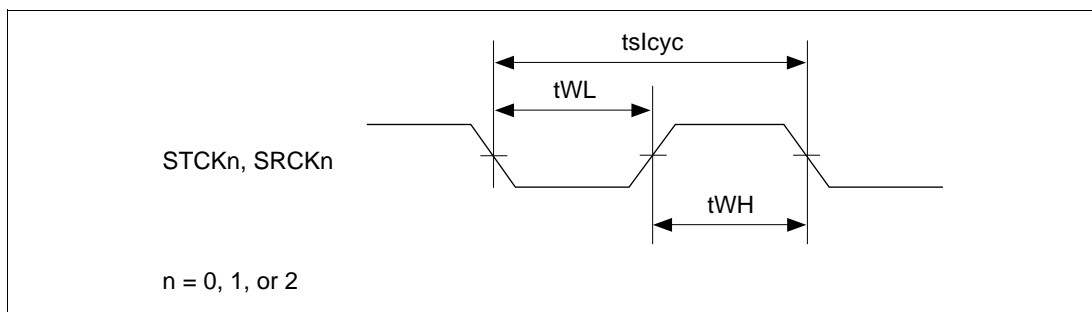 tsIcyc
tWL
STCKn, SRCKn
tWH
n = 0, 1, or 2